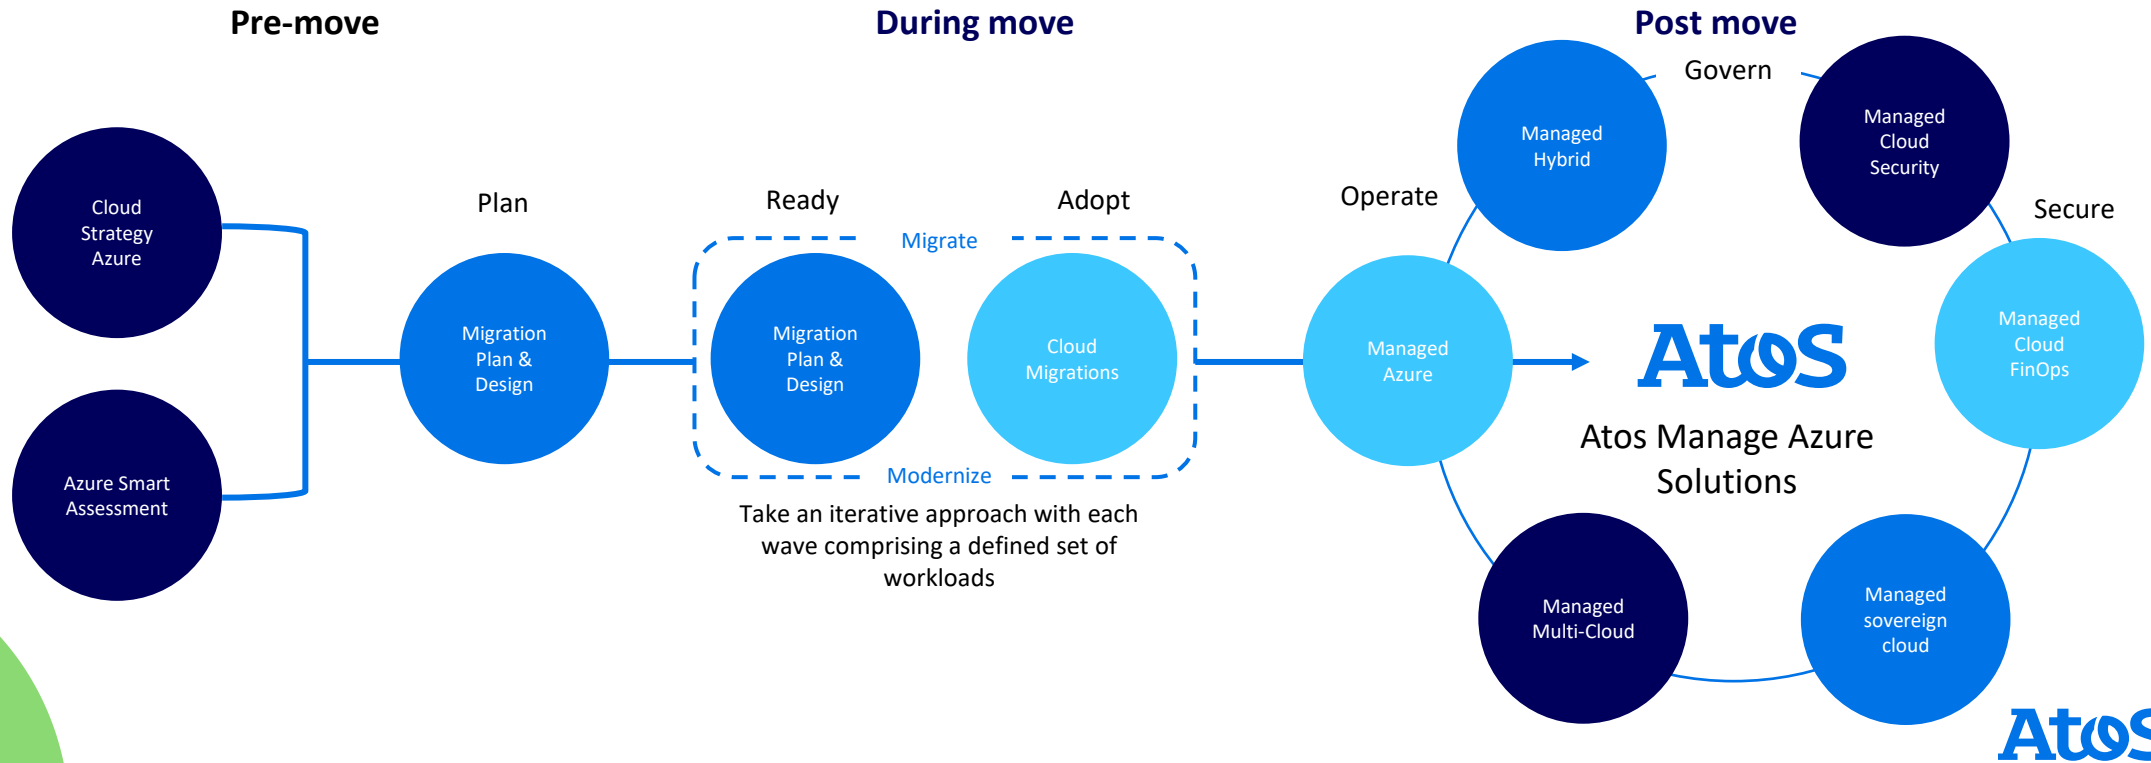 Pre-move
During move
Post move
Cloud
Strategy
Azure
Azure Smart
Assessment
Plan
Migration
Plan &
Design
Ready
Adopt
Migrate
Migration
Plan &
Design
Cloud
Migrations
Modernize
Take an iterative approach with each
wave comprising a defined set of
workloads
Operate
Govern
Secure
Managed
Azure
Managed
Hybrid
Managed
Cloud
Security
Managed
Cloud
FinOps
Managed
sovereign
cloud
Managed
Multi-Cloud
Atos
Atos Manage Azure
Solutions
Atos